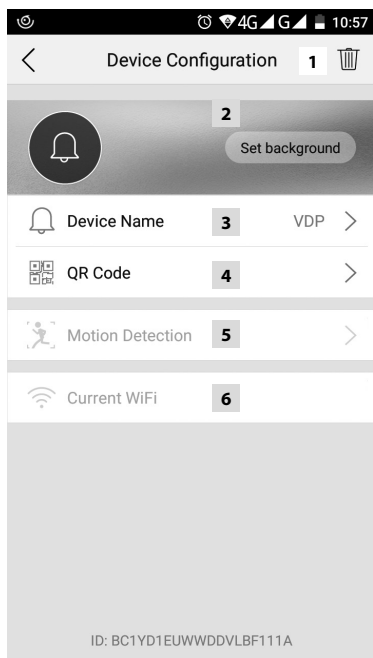 4G G 10:57
Device Configuration 1
2
Set background
Device Name 3 VDP
QR Code 4
Motion Detection 5
Current WiFi 6
ID: BC1YD1EUWWDDVLBF111A